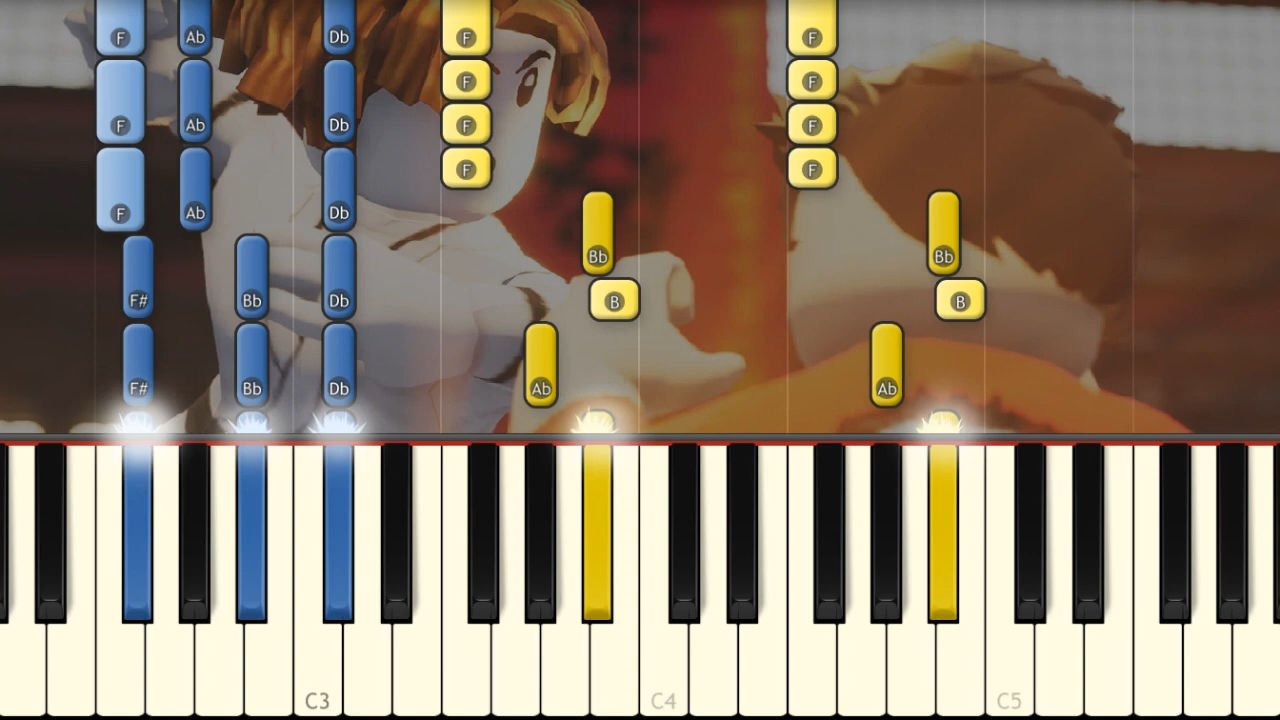 F Ab Db F F
F F
F Ab Db F F
F F
F Ab Db
Bb Bb
F# Bb Db B B
F# Bb Db Ab Ab
C3 C4 C5